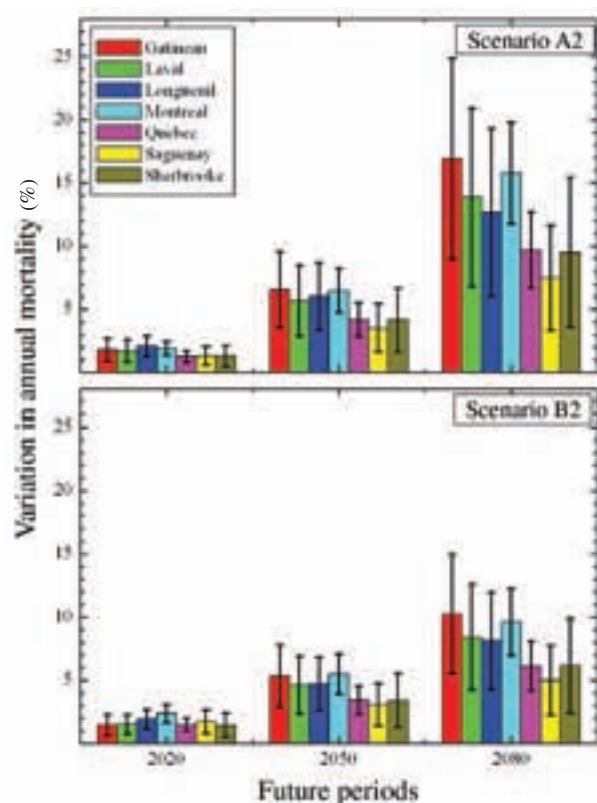 Scenario A2
Gatineau
Laval
Longueuil
Montreal
Quebec
Saguenay
Sherbrooke
25
20
15
10
5
Variation in annual mortality (%)
Scenario B2
25
20
15
10
5
2020
2050
2080
Future periods